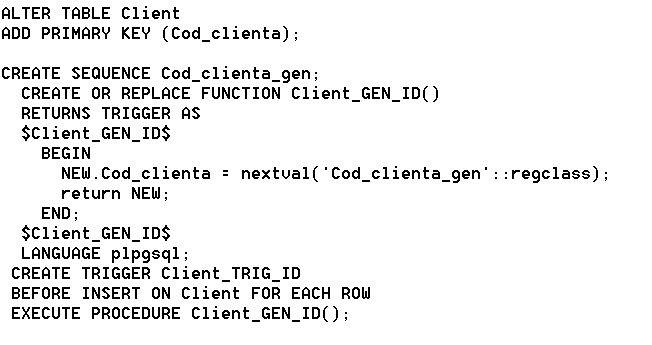 ALTER TABLE Client
ADD PRIMARY KEY (Cod_clienta);

CREATE SEQUENCE Cod_clienta_gen;
  CREATE OR REPLACE FUNCTION Client_GEN_ID()
  RETURNS TRIGGER AS
  $Client_GEN_ID$
    BEGIN
      NEW.Cod_clienta = nextval('Cod_clienta_gen'::regclass);
      return NEW;
    END;
  $Client_GEN_ID$
  LANGUAGE plpgsql;
 CREATE TRIGGER Client_TRIG_ID
 BEFORE INSERT ON Client FOR EACH ROW
 EXECUTE PROCEDURE Client_GEN_ID();